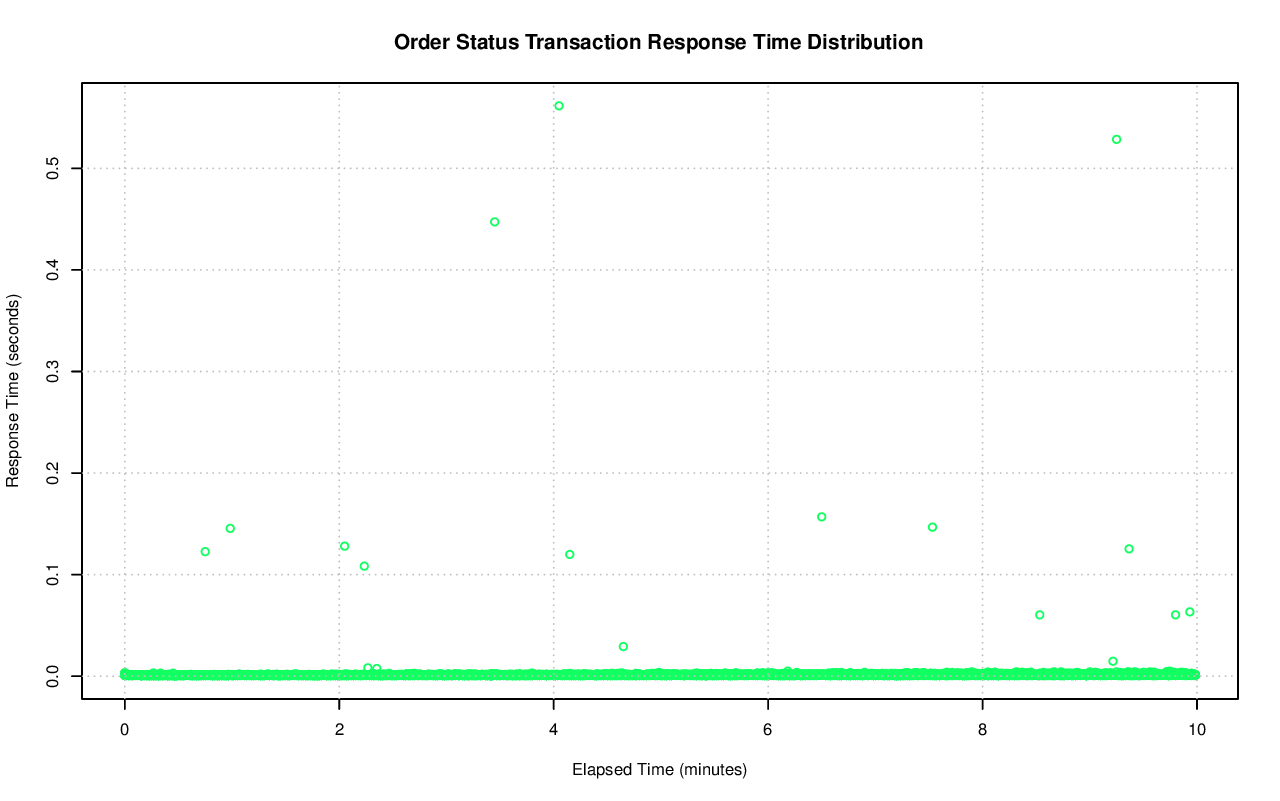 Order Status Transaction Response Time Distribution
Response Time (seconds)
0.5
0.4
0.3
0.2
0.1
0.0
0 2 4 6 8 10
Elapsed Time (minutes)